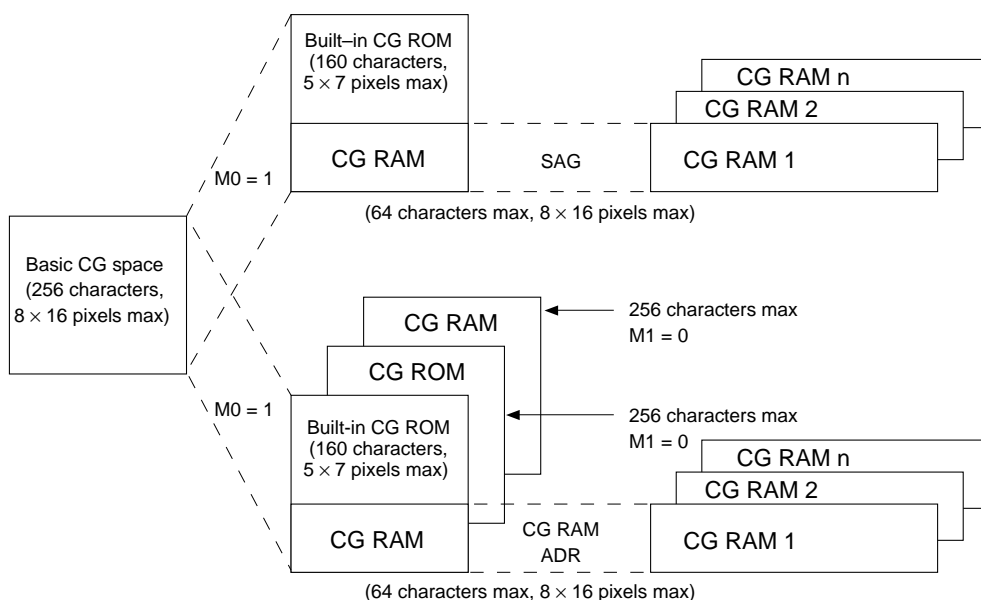 Built–in CG ROM
(160 characters,
5 × 7 pixels max)
CG RAM
M0 = 1
SAG
CG RAM n
CG RAM 2
CG RAM 1
(64 characters max, 8 × 16 pixels max)
Basic CG space
(256 characters,
8 × 16 pixels max)
CG RAM
256 characters max
M1 = 0
CG ROM
M0 = 1
256 characters max
M1 = 0
Built-in CG ROM
(160 characters,
5 × 7 pixels max)
CG RAM
CG RAM
ADR
CG RAM n
CG RAM 2
CG RAM 1
(64 characters max, 8 × 16 pixels max)